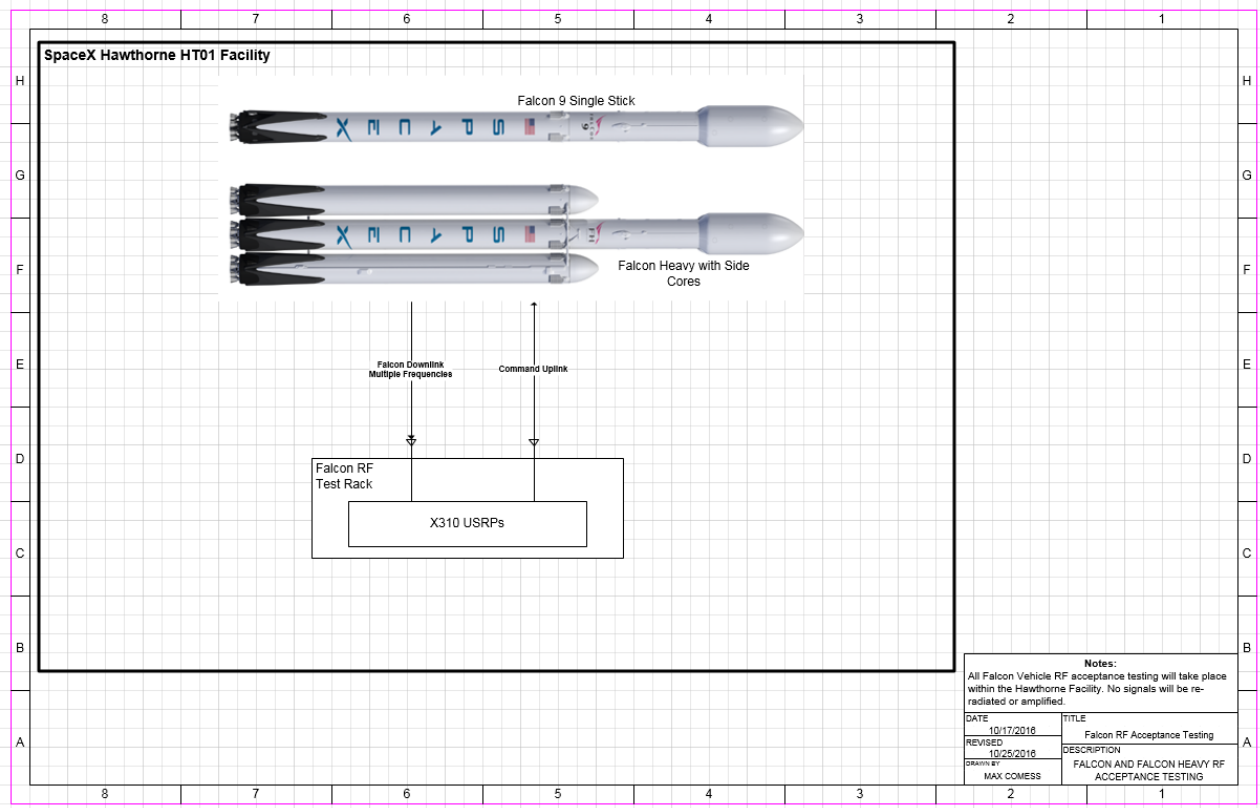 8 7 6 5 4 3 2 1
SpaceX Hawthorne HT01 Facility
H H
Falcon 9 Single Stick
SPACEX
9
G G
SPACEX
FH
F F
Falcon Heavy with Side
Cores
E E
Falcon Downlink
Multiple Frequencies
Command Uplink
D D
Falcon RF
Test Rack
X310 USRPs
C C
B B
Notes:
All Falcon Vehicle RF acceptance testing will take place
within the Hawthorne Facility. No signals will be re-
radiated or amplified.
A A
DATE
10/17/2016
TITLE
Falcon RF Acceptance Testing
REVISED
10/25/2016
DESCRIPTION
FALCON AND FALCON HEAVY RF
ACCEPTANCE TESTING
DRAWN BY
MAX COMESS
8 7 6 5 4 3 2 1